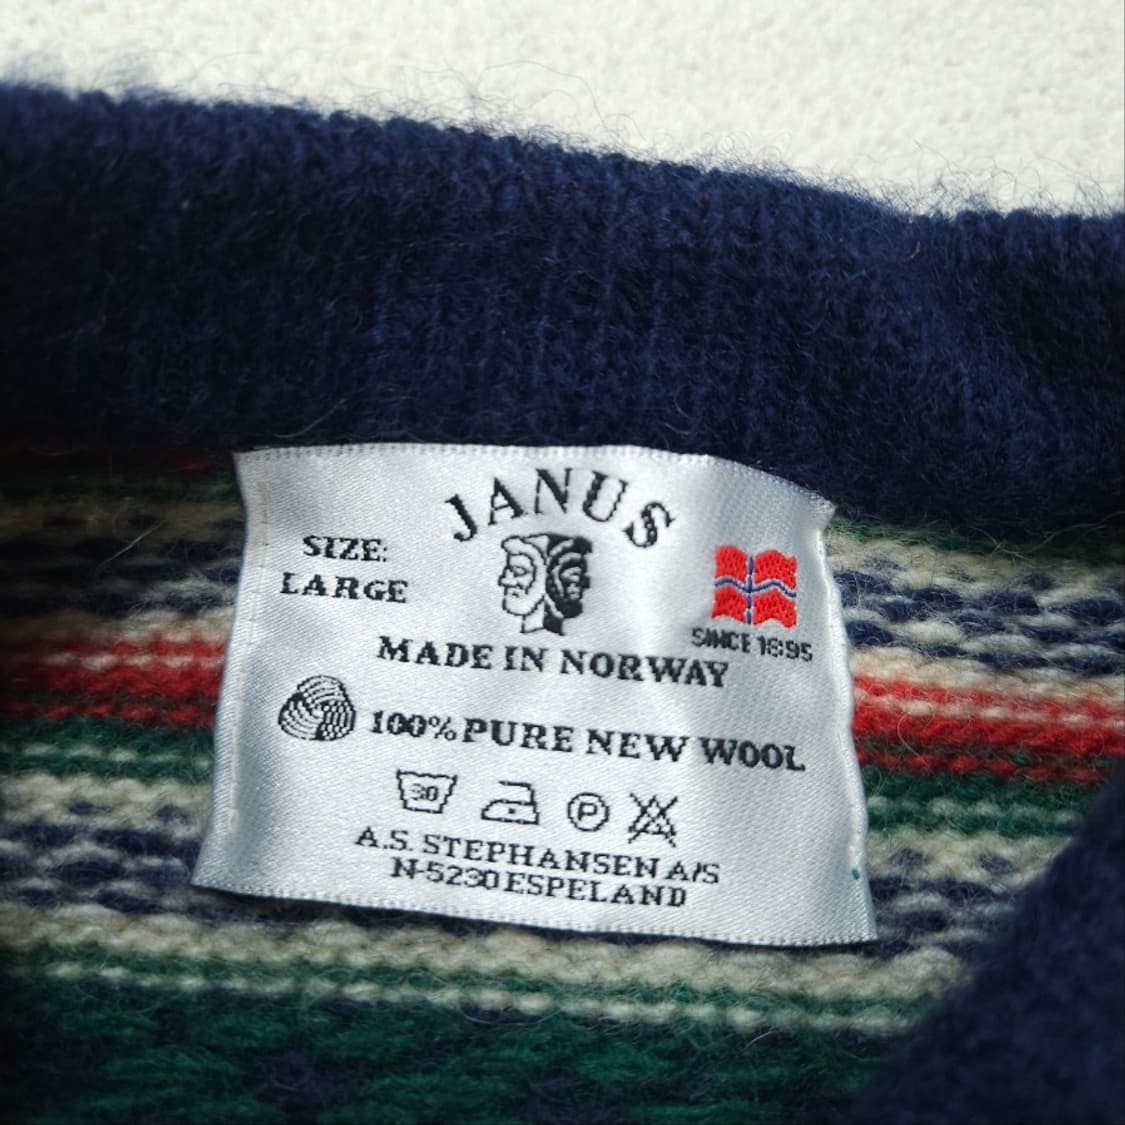 JANUS
SIZE:
LARGE
SINCE 1895
MADE IN NORWAY
100% PURE NEW WOOL
30
P
A.S. STEPHANSEN A/S
N-5230 ESPELAND